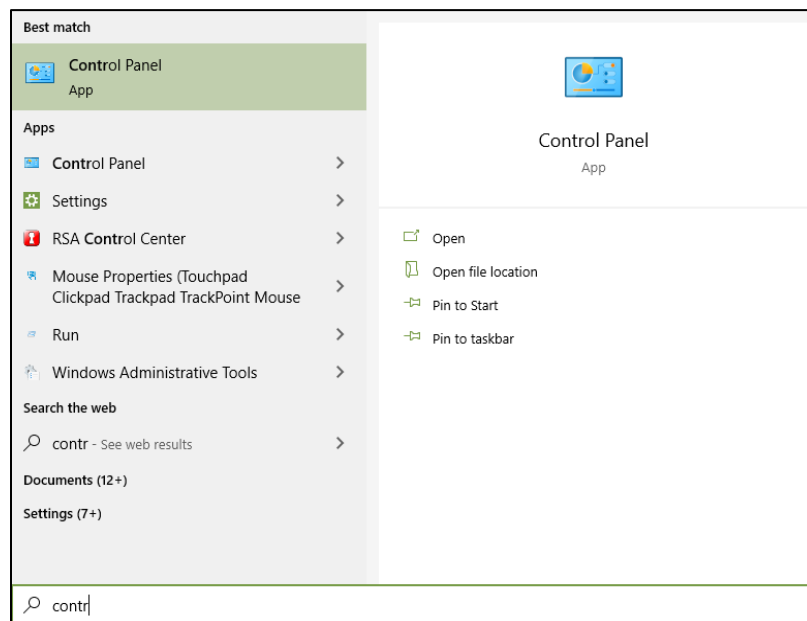 Best match
Control Panel
App
Apps
Control Panel
Settings
RSA Control Center
Mouse Properties (Touchpad
Clickpad Trackpad TrackPoint Mouse
Run
Windows Administrative Tools
Search the web
contr - See web results
Documents (12+)
Settings (7+)
contr
Control Panel
App
Open
Open file location
Pin to Start
Pin to taskbar